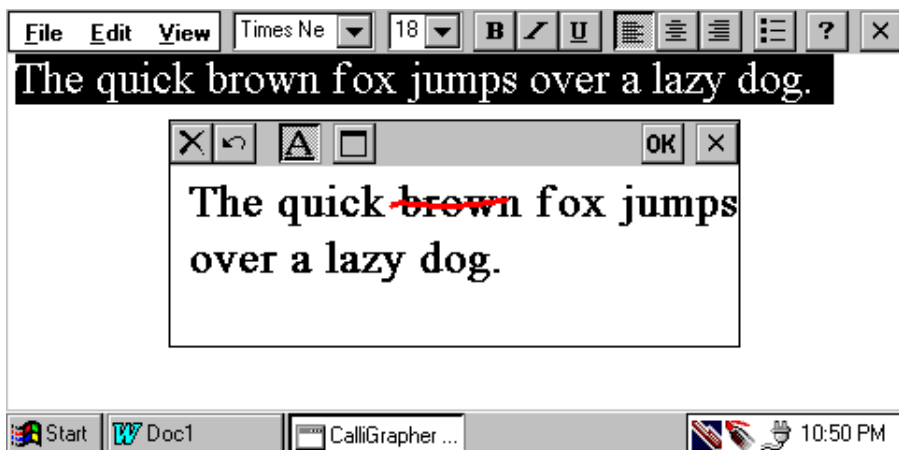 File Edit View Times Ne 18 B I U ? ×
The quick brown fox jumps over a lazy dog.
A OK ×
The quick brown fox jumps
over a lazy dog.
Start Doc1 CalliGrapher ... 10:50 PM